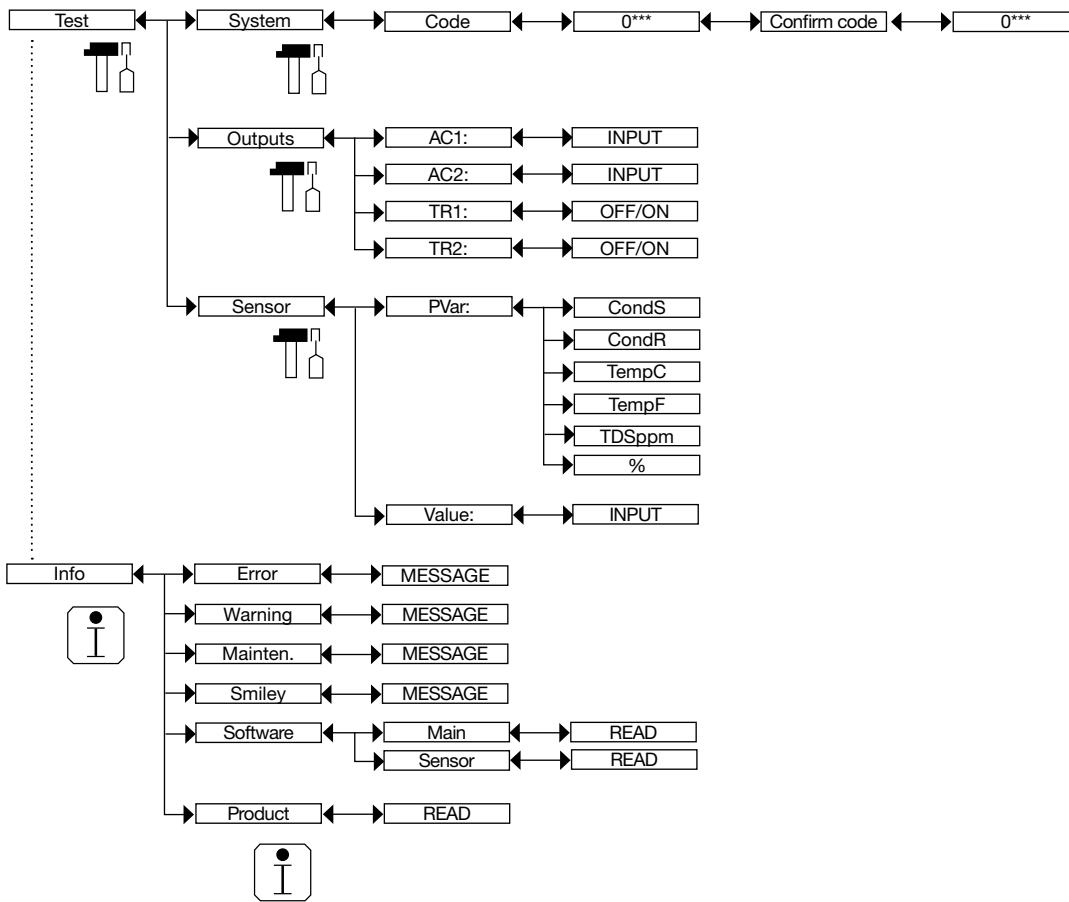 Test System Code 0*** Confirm code 0***
Outputs AC1: INPUT
AC2: INPUT
TR1: OFF/ON
TR2: OFF/ON
Sensor PVar: CondS
CondR
TempC
TempF
TDSppm
%
Value: INPUT
Info Error MESSAGE
Warning MESSAGE
Mainten. MESSAGE
Smiley MESSAGE
Software Main READ
Sensor READ
Product READ